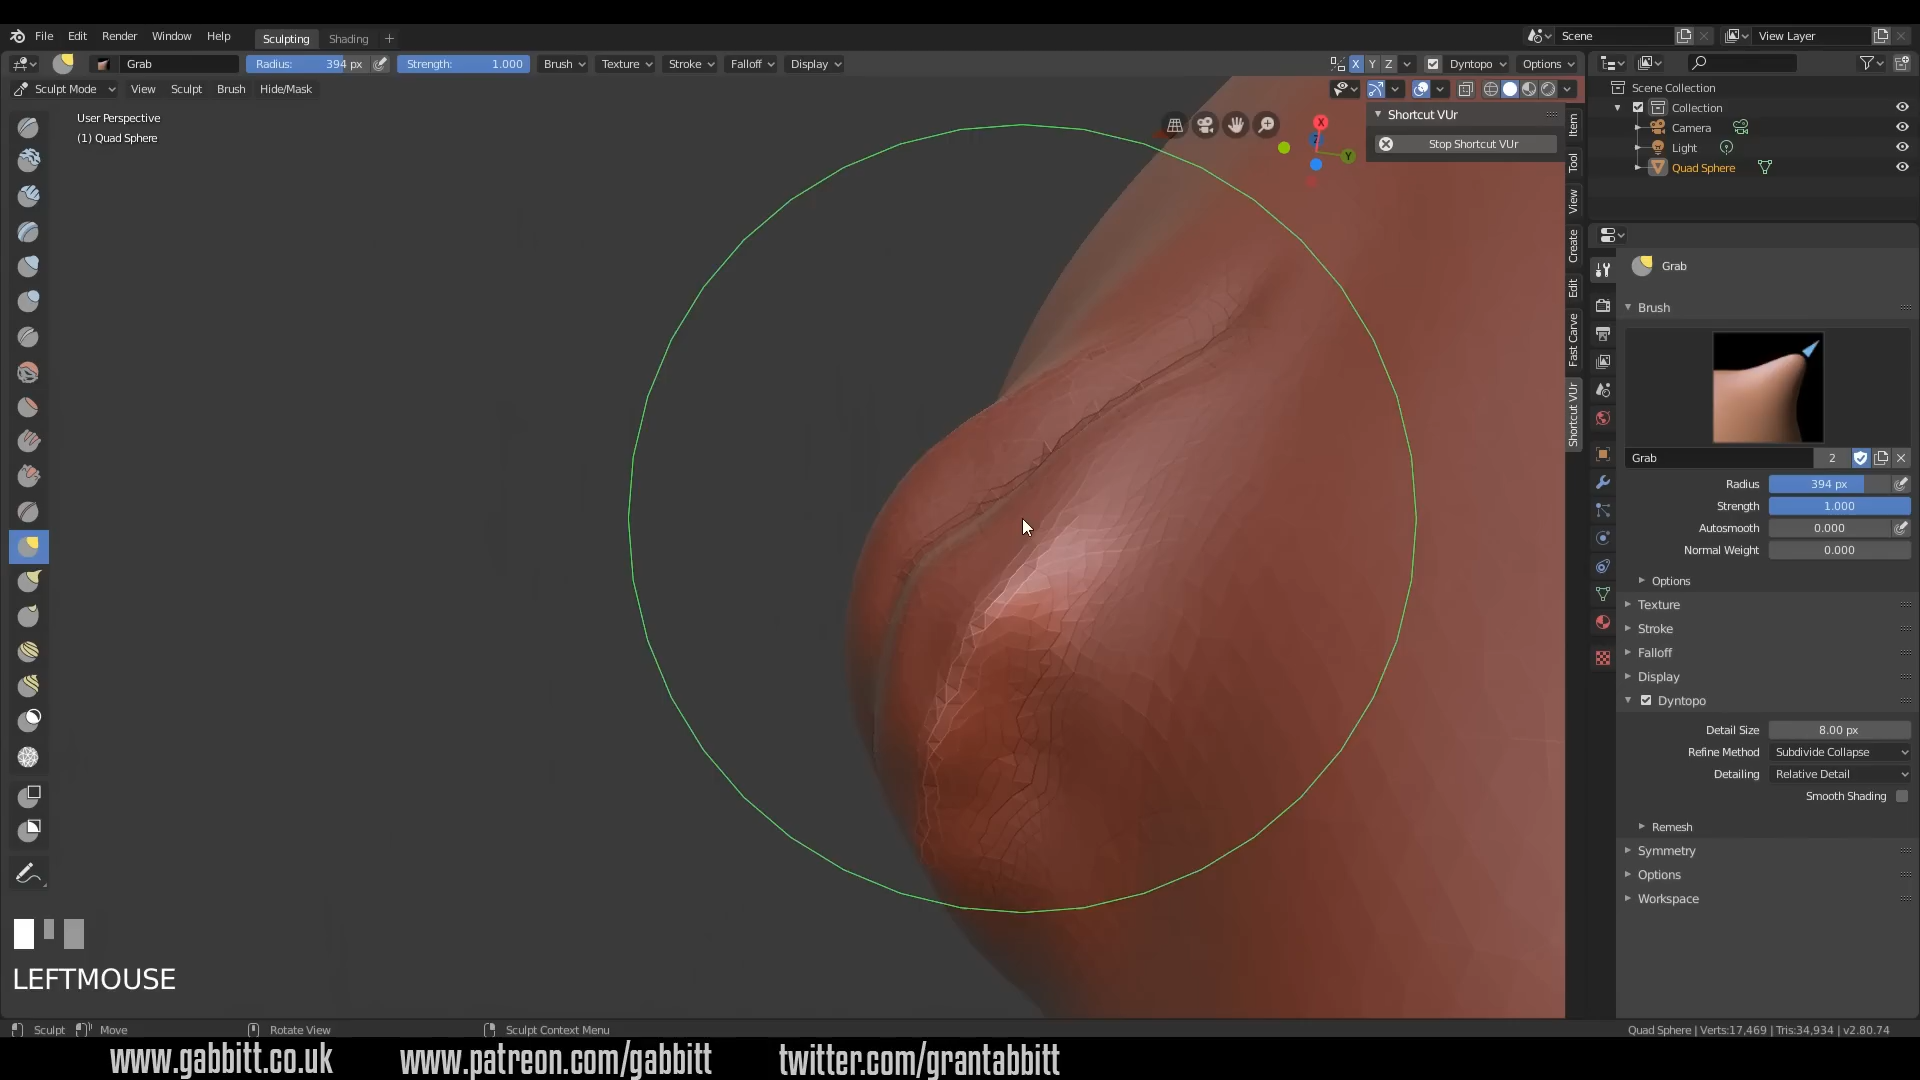 File Edit Render Window Help Sculpting Shading + Scene View Layer
Grab Radius: 394 px Strength: 1.000 Brush Texture Stroke Falloff Display X Y Z Dyntopo Options
Sculpt Mode View Sculpt Brush Hide/Mask
User Perspective
(1) Quad Sphere
Shortcut VUr
Stop Shortcut VUr
X
Y
Z
Item
Tool
View
Create
Edit
Fast Carve
Shortcut VUr
Scene Collection
Collection
Camera
Light
Quad Sphere
Grab
Brush
Grab 2
Radius 394 px
Strength 1.000
Autosmooth 0.000
Normal Weight 0.000
Options
Texture
Stroke
Falloff
Display
Dyntopo
Detail Size 8.00 px
Refine Method Subdivide Collapse
Detailing Relative Detail
Smooth Shading
Remesh
Symmetry
Options
Workspace
LEFTMOUSE
Sculpt Move Rotate View Sculpt Context Menu Quad Sphere | Verts:17,469 | Tris:34,934 | v2.80.74
www.gabbitt.co.uk www.patreon.com/gabbitt twitter.com/grantabbitt